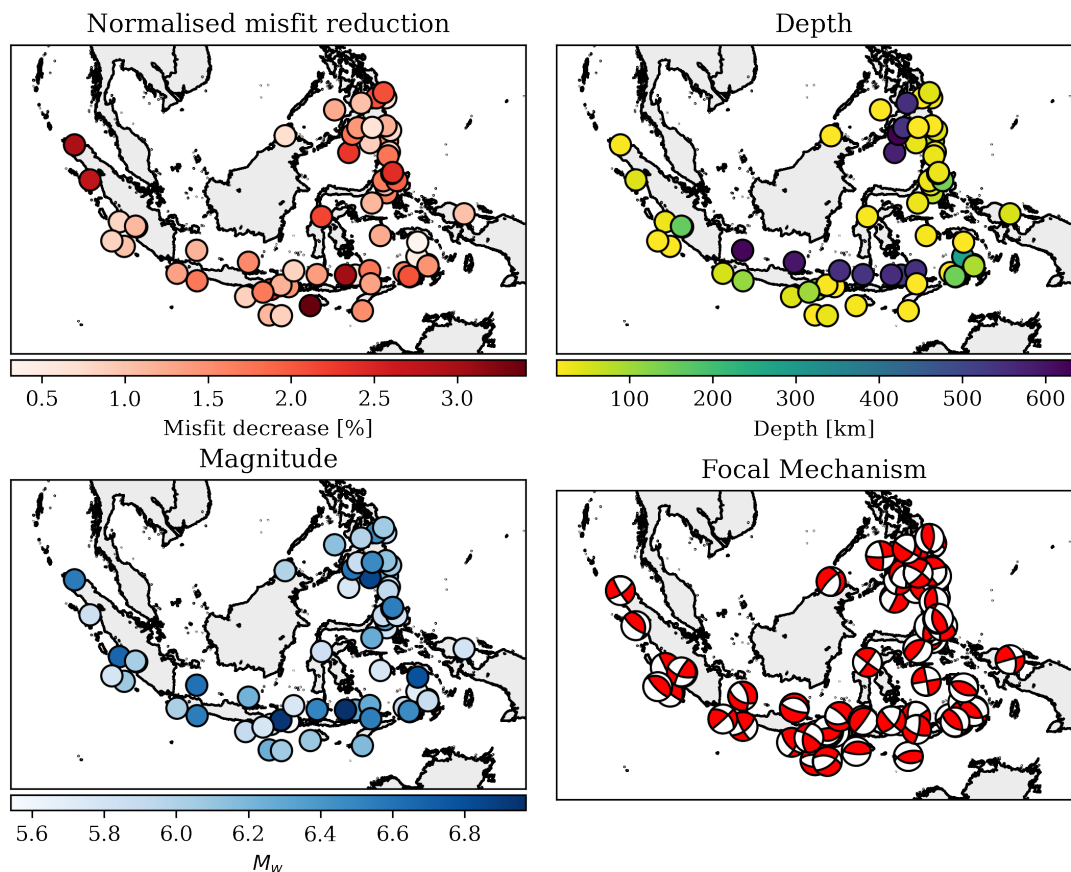 Normalised misfit reduction
Depth
0.5 1.0 1.5 2.0 2.5 3.0
Misfit decrease [%]
100 200 300 400 500 600
Depth [km]
Magnitude
Focal Mechanism
5.6 5.8 6.0 6.2 6.4 6.6 6.8
M_w